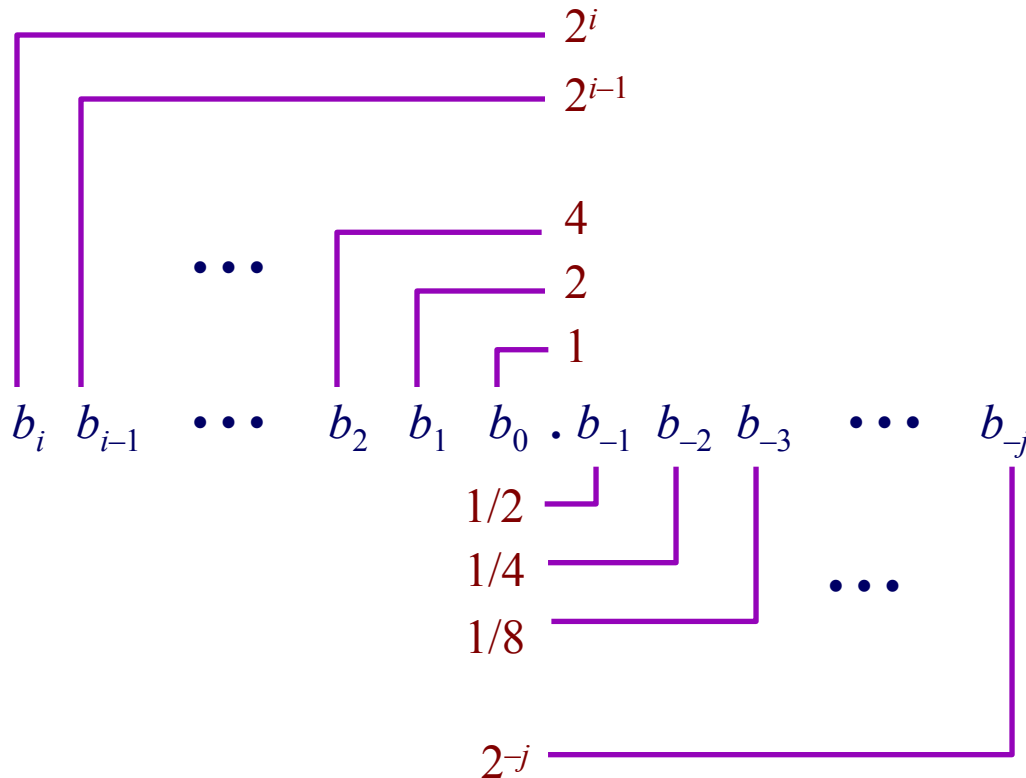 2^i
2^{i–1}
4
•••
2
1
b_i b_{i–1} ••• b_2 b_1 b_0 . b_{–1} b_{–2} b_{–3} ••• b_{–j}
1/2
1/4
•••
1/8
2^{–j}